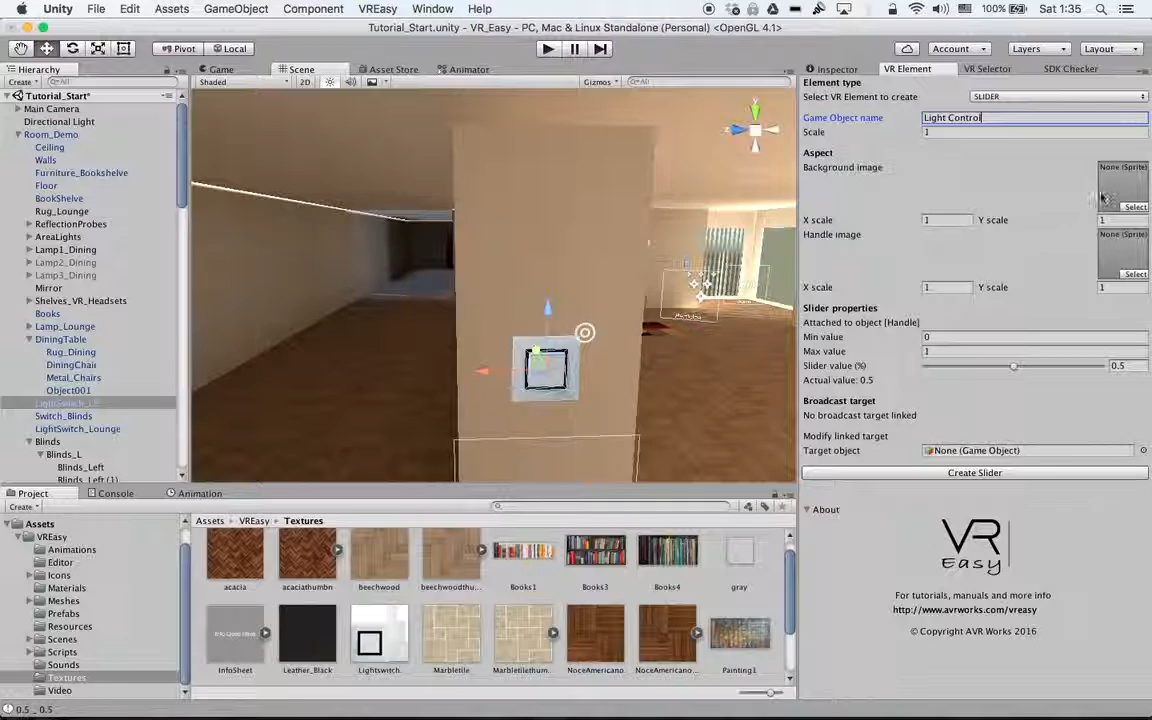 Unity File Edit Assets GameObject Component VREasy Window Help 100% Sat 1:35
Tutorial_Start.unity - VR_Easy - PC, Mac & Linux Standalone (Personal) <OpenGL 4.1>
Pivot Local Account Layers Layout
Hierarchy Game Scene Asset Store Animator Inspector VR Element VR Selector SDK Checker
Create All Shaded 2D Gizmos All
Tutorial_Start*
Main Camera
Directional Light
Room_Demo
Ceiling
Walls
Furniture_Bookshelve
Floor
BookShelve
Rug_Lounge
ReflectionProbes
AreaLights
Lamp1_Dining
Lamp2_Dining
Lamp3_Dining
Mirror
Shelves_VR_Headsets
Books
Lamp_Lounge
DiningTable
Rug_Dining
DiningChair
Metal_Chairs
Object001
Switch_Blinds
LightSwitch_Lounge
Blinds
Blinds_L
Blinds_Left
Blinds_Left (1)
Element type
Select VR Element to create SLIDER
Game Object name Light Control
Scale 1
Aspect
Background image None (Sprite)
Select
X scale 1 Y scale 1
Handle image None (Sprite)
Select
X scale 1 Y scale 1
Slider properties
Attached to object [Handle]
Min value 0
Max value 1
Slider value (%) 0.5
Actual value: 0.5
Broadcast target
No broadcast target linked
Modify linked target
Target object None (Game Object)
Create Slider
About
VR
Easy
For tutorials, manuals and more info
http://www.avrworks.com/vreasy
© Copyright AVR Works 2016
Project Console Animation
Create
Assets
VREasy
Animations
Editor
Icons
Materials
Meshes
Prefabs
Resources
Scenes
Scripts
Sounds
Textures
Video
Assets VREasy Textures
acacia acaciathumbn beechwood beechwoodthu... Books1 Books3 Books4 gray
InfoSheet Leather_Black Lightswitch. Marbletile Marbletilethum.. NoceAmericano NoceAmericano... Painting1
0.5 _ 0.5